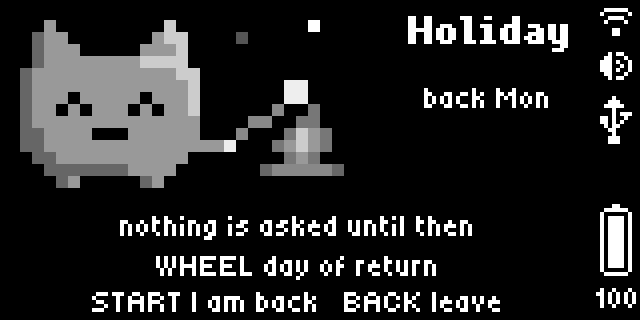 Holiday
back Mon
nothing is asked until then
WHEEL day of return
START I am back BACK leave
100